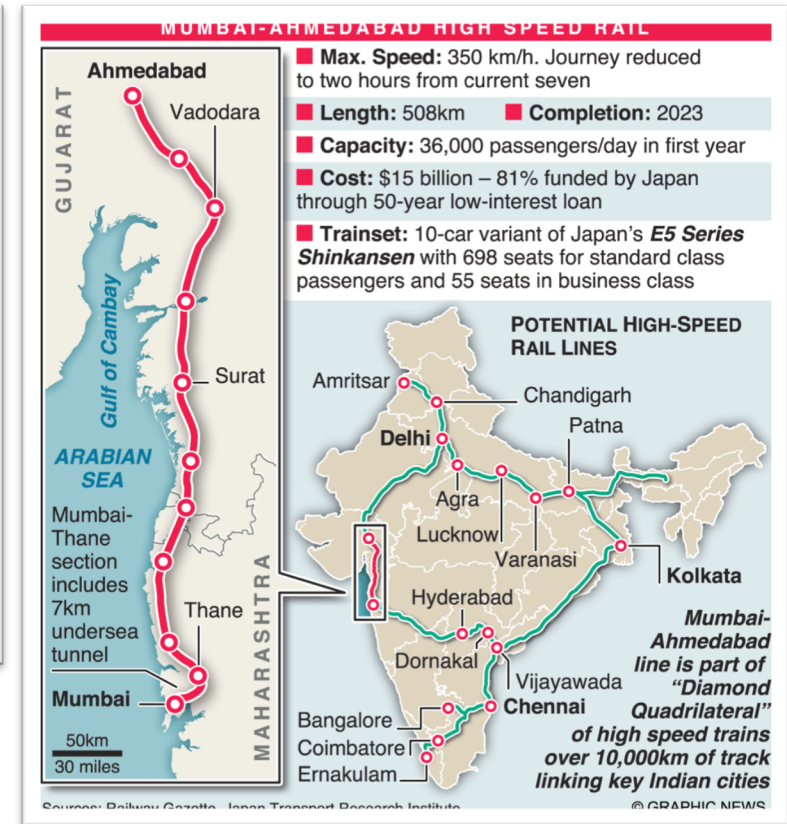 MUMBAI-AHMEDABAD HIGH SPEED RAIL
■ Max. Speed: 350 km/h. Journey reduced
to two hours from current seven
■ Length: 508km ■ Completion: 2023
■ Capacity: 36,000 passengers/day in first year
■ Cost: $15 billion – 81% funded by Japan
through 50-year low-interest loan
■ Trainset: 10-car variant of Japan’s E5 Series
Shinkansen with 698 seats for standard class
passengers and 55 seats in business class
Ahmedabad
GUJARAT
Vadodara
Gulf of Cambay
Surat
ARABIAN
SEA
Mumbai-
Thane
section
includes
7km
undersea
tunnel
Thane
MAHARASHTRA
Mumbai
50km
30 miles
POTENTIAL HIGH-SPEED
RAIL LINES
Amritsar
Chandigarh
Patna
Delhi
Agra
Lucknow
Varanasi
Kolkata
Hyderabad
Dornakal
Vijayawada
Chennai
Bangalore
Coimbatore
Ernakulam
Mumbai-
Ahmedabad
line is part of
“Diamond
Quadrilateral”
of high speed trains
over 10,000km of track
linking key Indian cities
Sources: Railway Gazette, Japan Transport Research Institute
© GRAPHIC NEWS